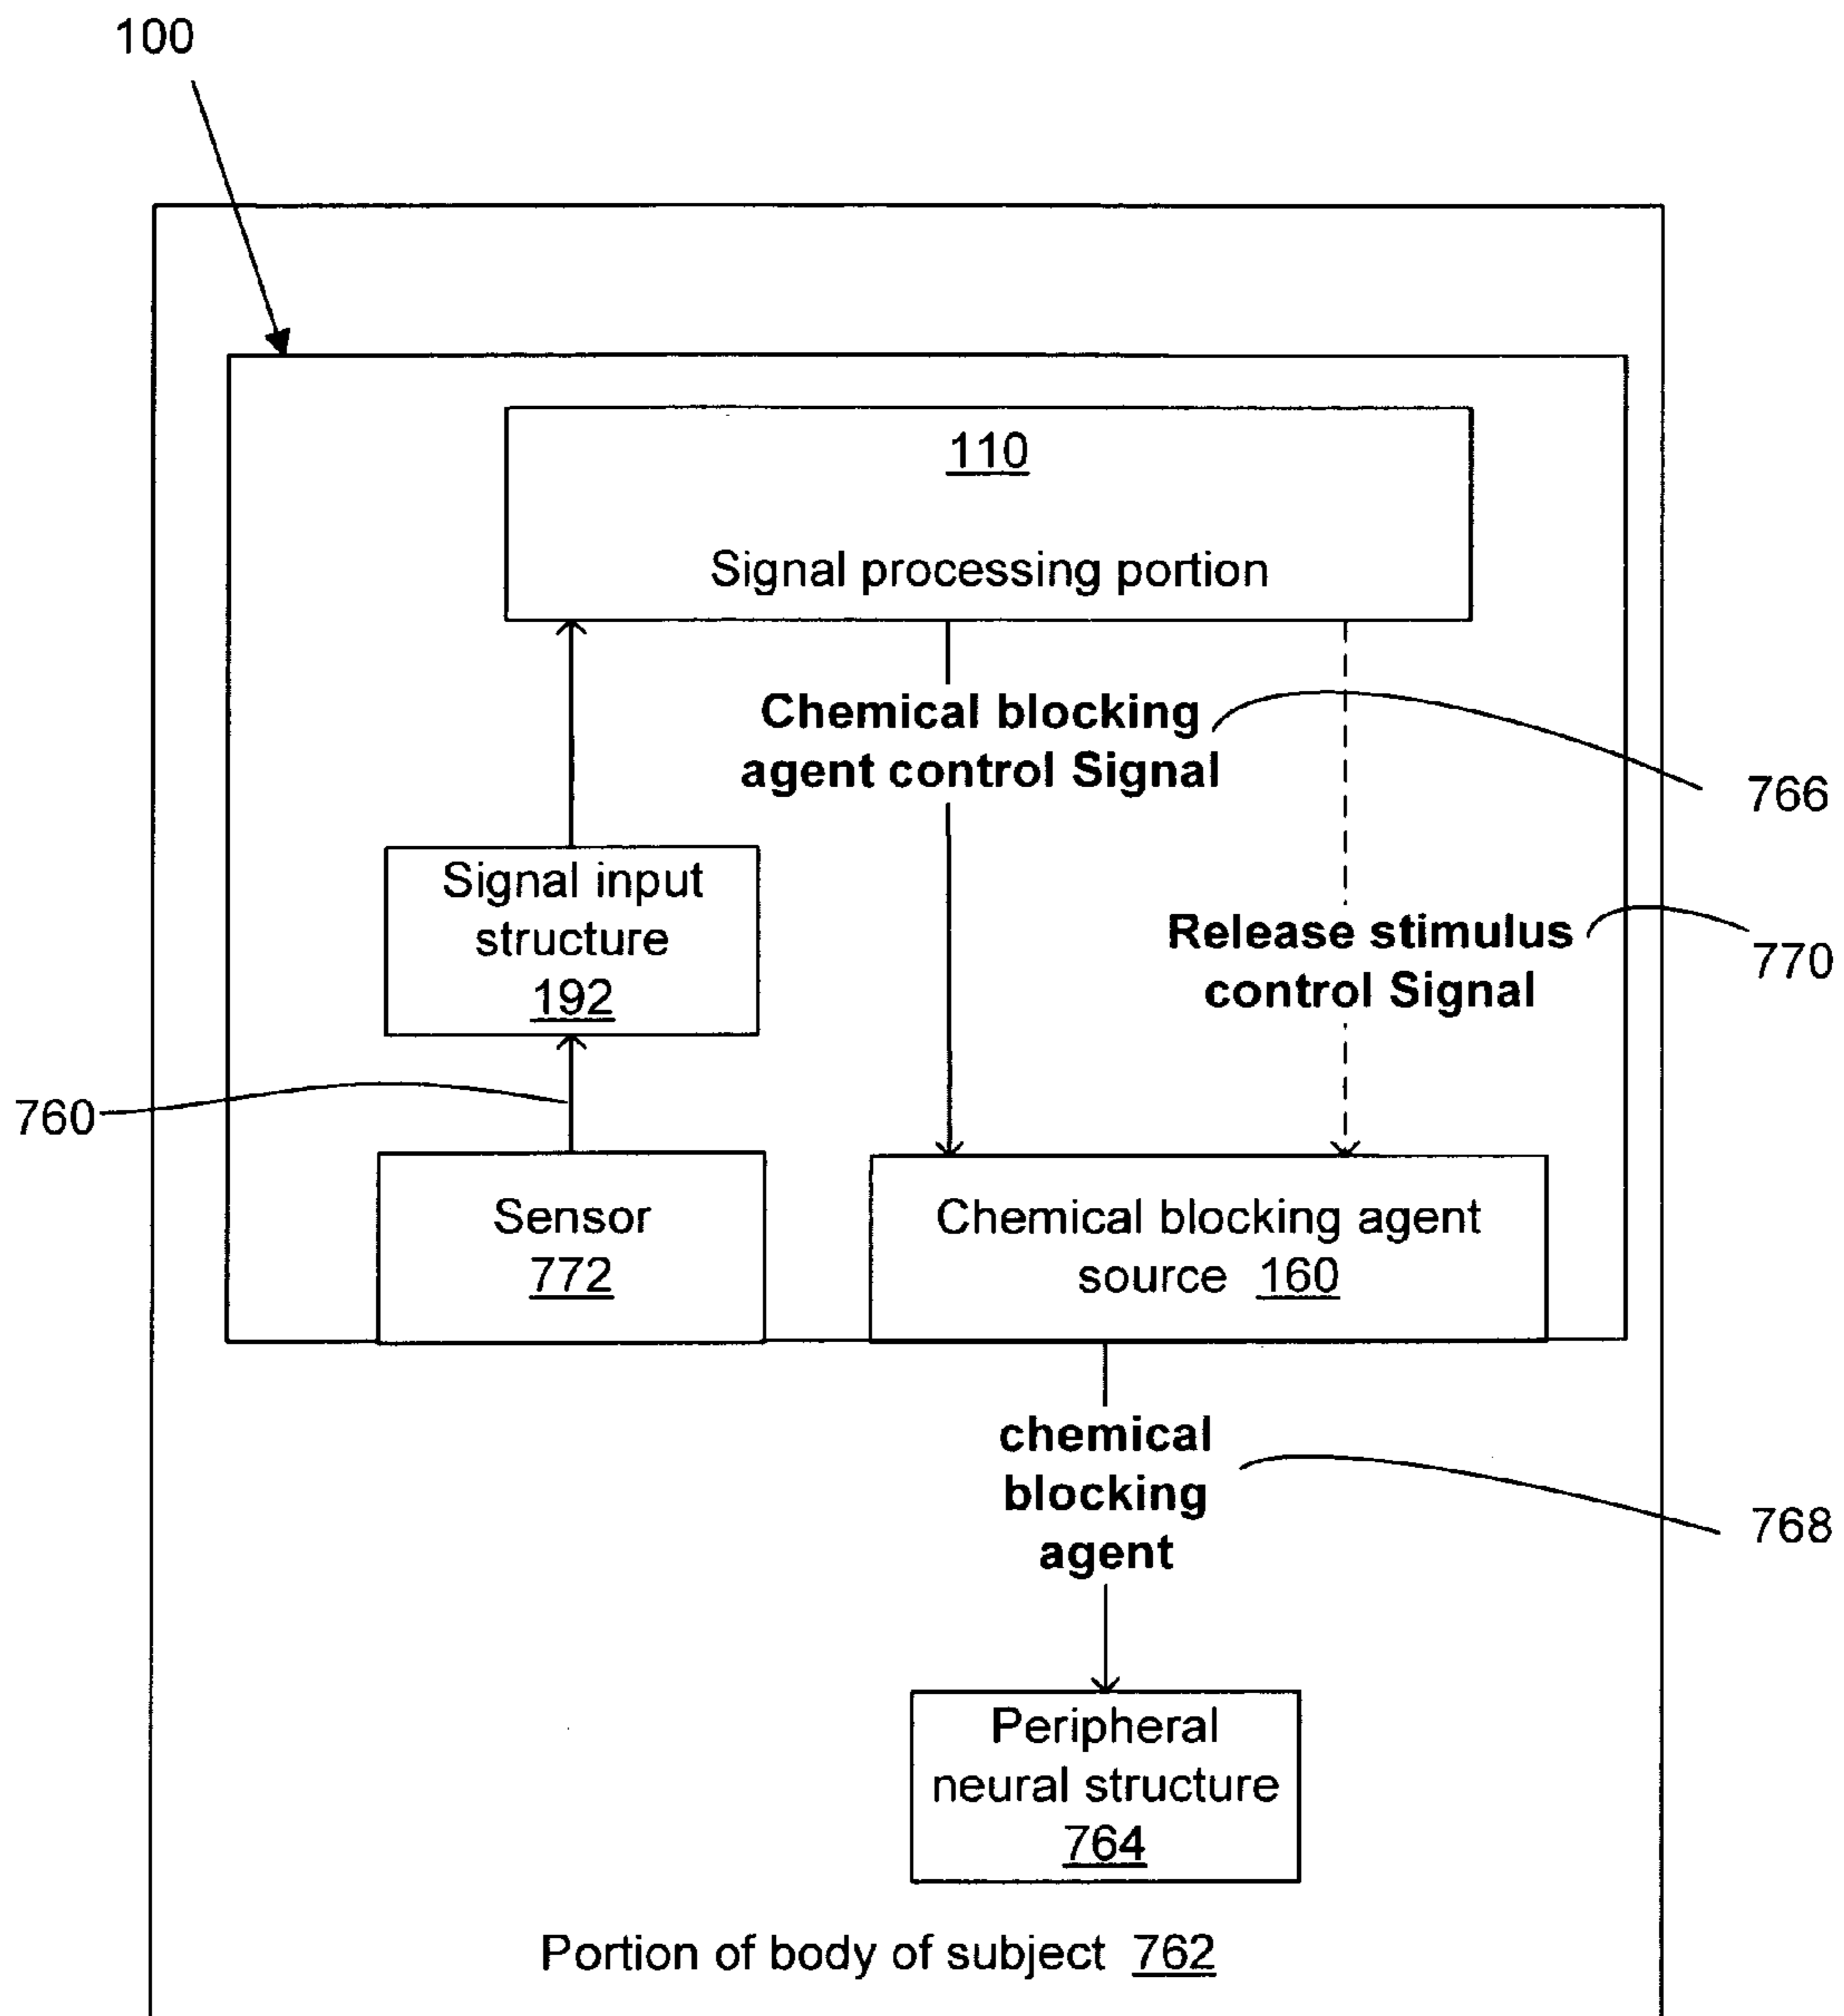 100
110
Signal processing portion
Chemical blocking
agent control Signal
766
Signal input
structure
192
Release stimulus
control Signal
770
760
Sensor
772
Chemical blocking agent
source 160
chemical
blocking
agent
768
Peripheral
neural structure
764
Portion of body of subject 762